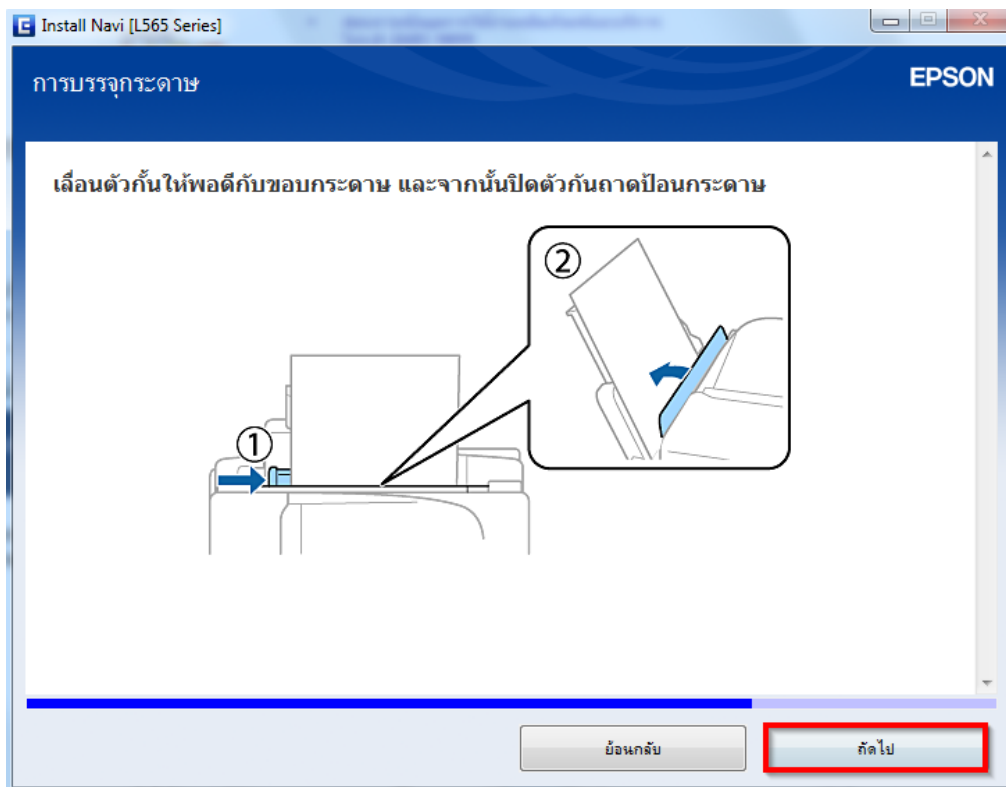 Install Navi [L565 Series]
การบรรจุกระดาษ
EPSON
เลื่อนตัวกั้นให้พอดีกับขอบกระดาษ และจากนั้นปิดตัวกันถาดป้อนกระดาษ
②
①
ย้อนกลับ
ถัดไป